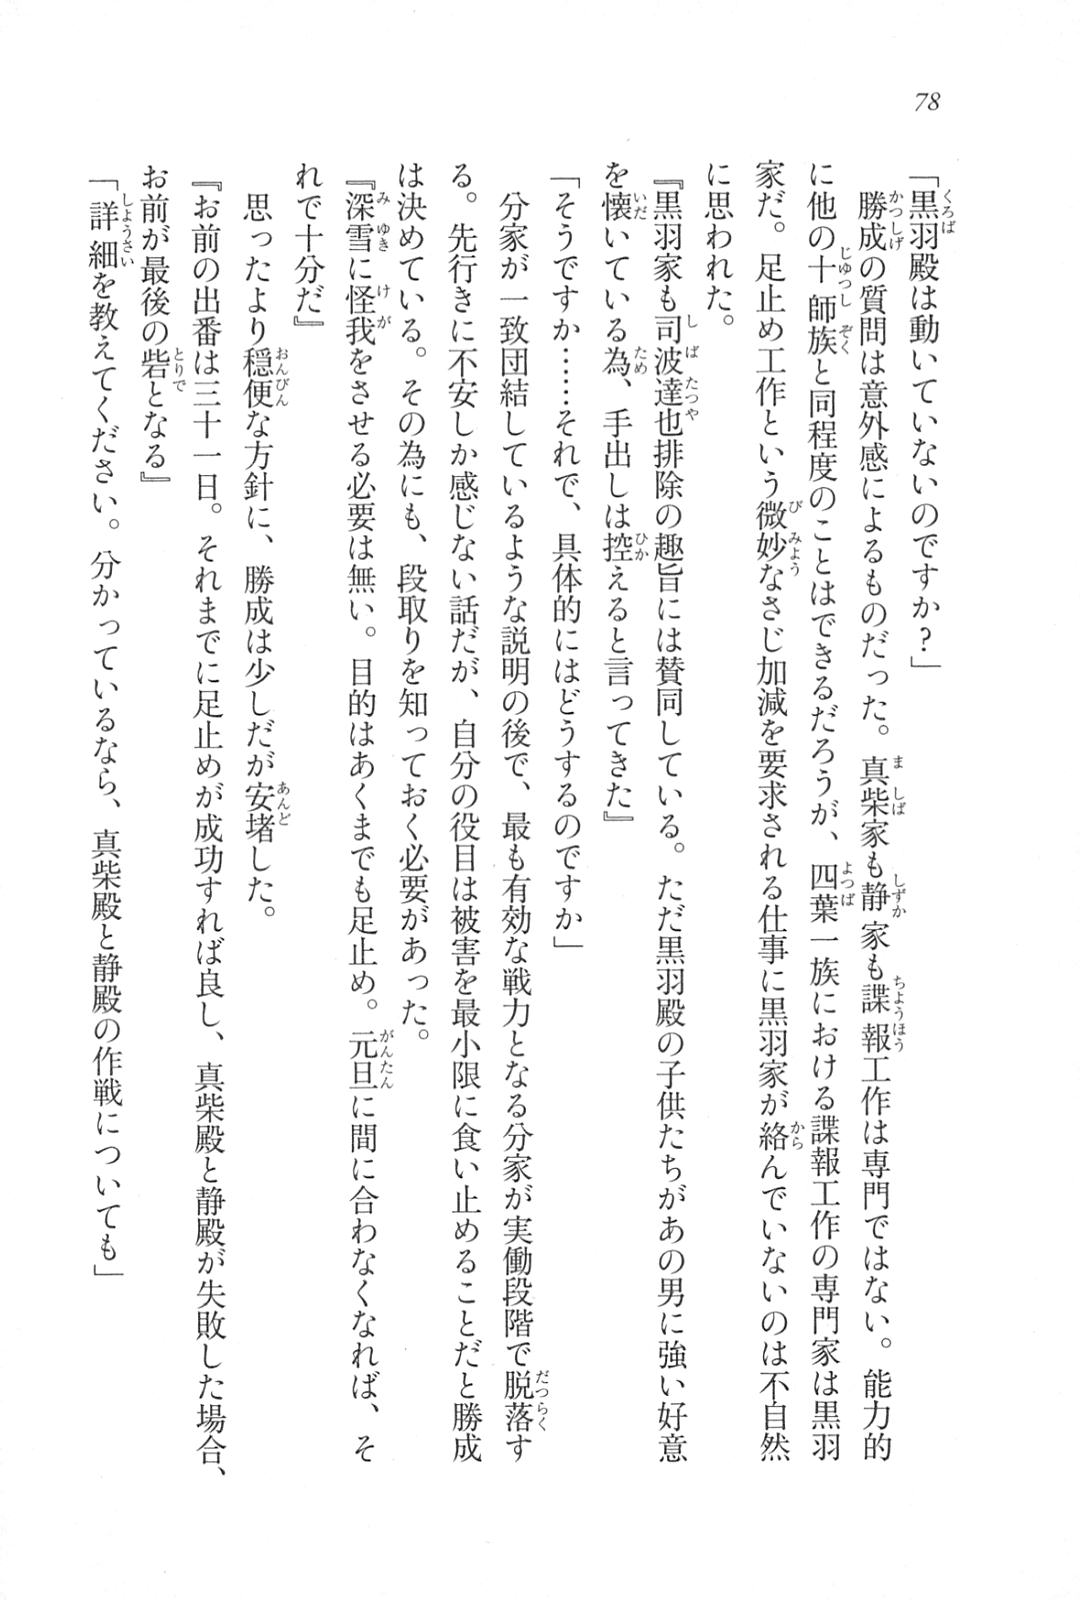 78
「黒羽殿は動いていないのですか？」
　勝成の質問は意外感によるものだった。真柴家も静家も諜報工作は専門ではない。能力的
に他の十師族と同程度のことはできるだろうが、四葉一族における諜報工作の専門家は黒羽
家だ。足止め工作という微妙なさじ加減を要求される仕事に黒羽家が絡んでいないのは不自然
に思われた。
『黒羽家も司波達也排除の趣旨には賛同している。ただ黒羽殿の子供たちがあの男に強い好意
を懐いている為、手出しは控えると言ってきた』
「そうですか……それで、具体的にはどうするのですか」
　分家が一致団結しているような説明の後で、最も有効な戦力となる分家が実働段階で脱落す
る。先行きに不安しか感じない話だが、自分の役目は被害を最小限に食い止めることだと勝成
は決めている。その為にも、段取りを知っておく必要があった。
『深雪に怪我をさせる必要は無い。目的はあくまでも足止め。元旦に間に合わなくなれば、そ
れで十分だ』
　思ったより穏便な方針に、勝成は少しだが安堵した。
『お前の出番は三十一日。それまでに足止めが成功すれば良し、真柴殿と静殿が失敗した場合、
お前が最後の砦となる』
「詳細を教えてください。分かっているなら、真柴殿と静殿の作戦についても」